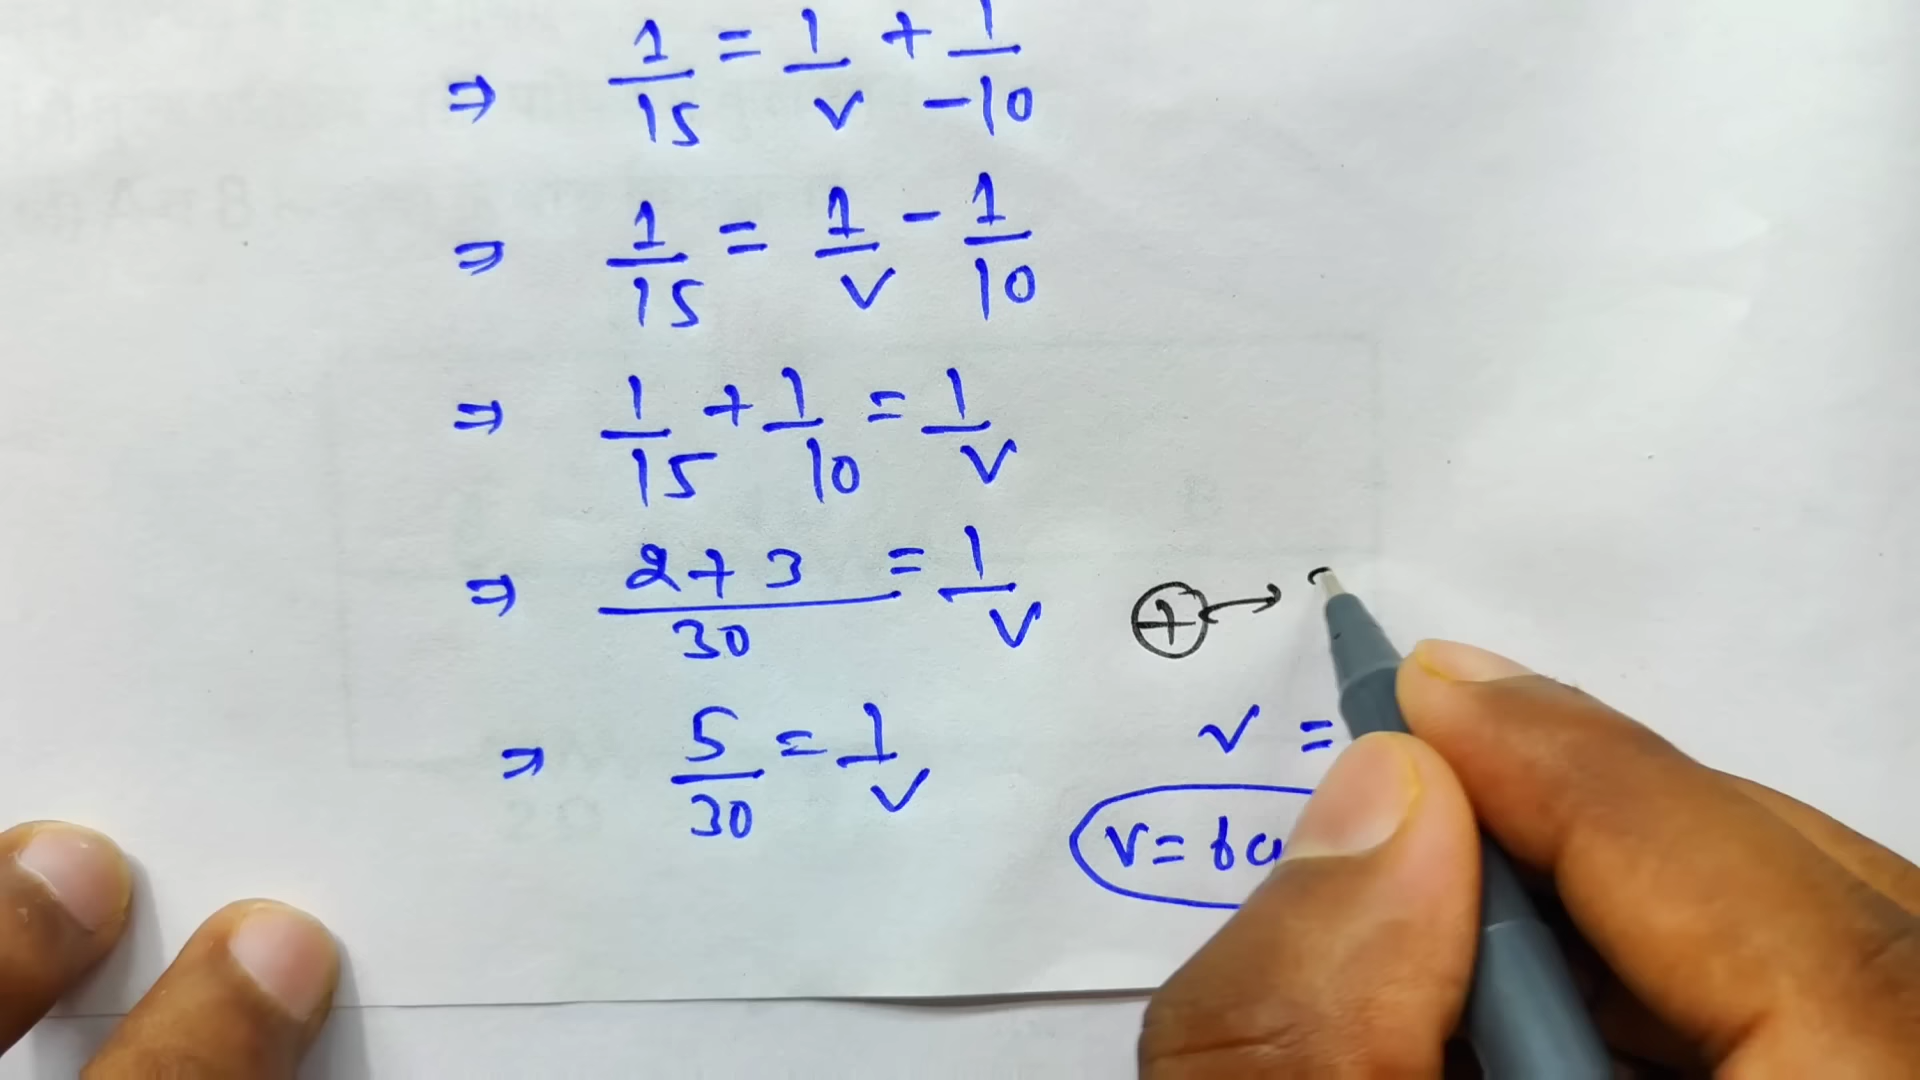 ⇒ 1/15 = 1/v + 1/-10
⇒ 1/15 = 1/v - 1/10
⇒ 1/15 + 1/10 = 1/v
⇒ 2+3/30 = 1/v
+ →
⇒ 5/30 = 1/v
v =
v = 6c